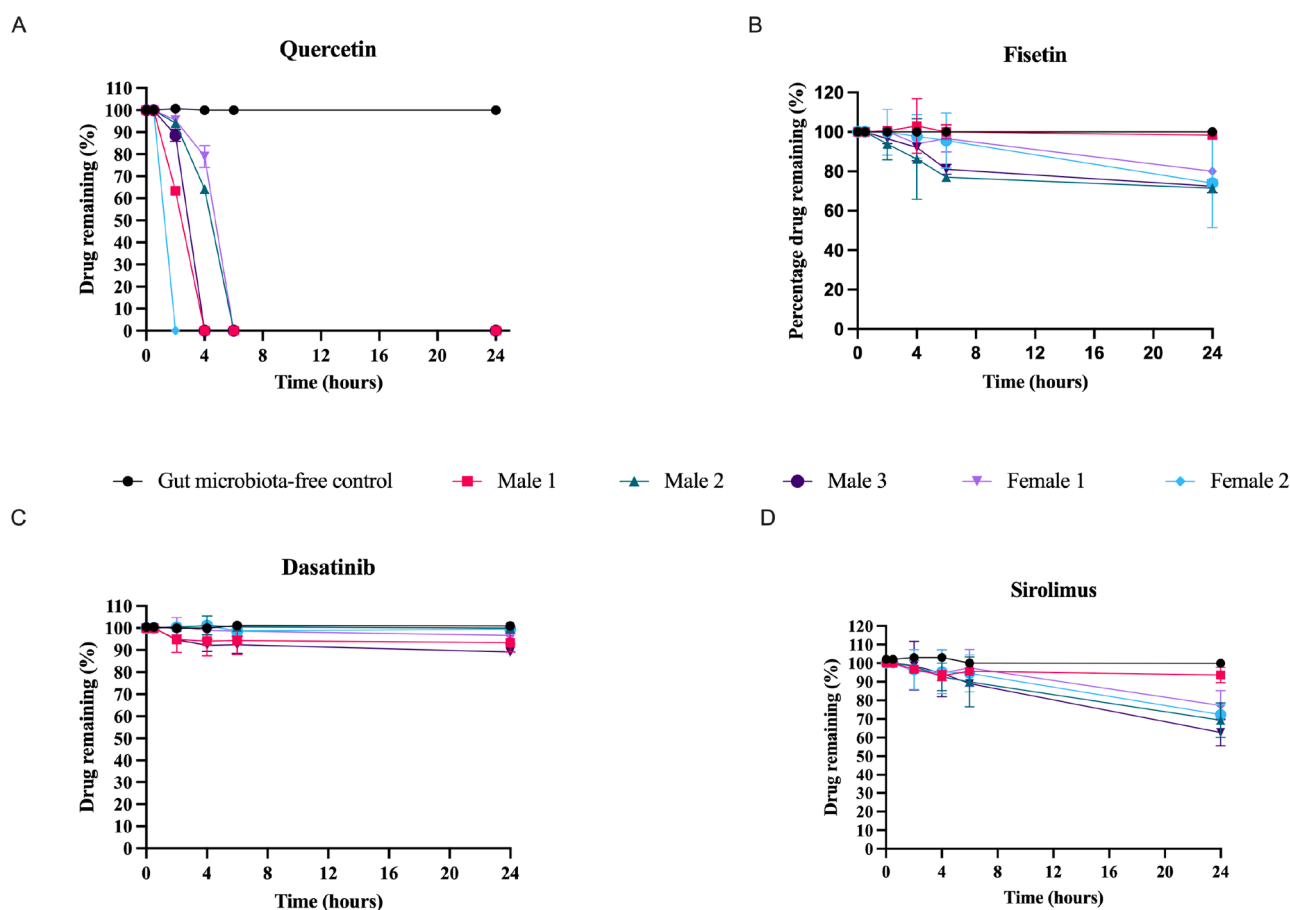 A
Quercetin
Drug remaining (%)
110
100
90
80
70
60
50
40
30
20
10
0
0 4 8 12 16 20 24
Time (hours)
B
Fisetin
Percentage drug remaining (%)
120
100
80
60
40
20
0
0 4 8 12 16 20 24
Time (hours)
Gut microbiota-free control Male 1 Male 2 Male 3 Female 1 Female 2
C
Dasatinib
Drug remaining (%)
110
100
90
80
70
60
50
40
30
20
10
0
0 4 8 12 16 20 24
Time (hours)
D
Sirolimus
Drug remaining (%)
120
110
100
90
80
70
60
50
40
30
20
10
0
0 4 8 12 16 20 24
Time (hours)